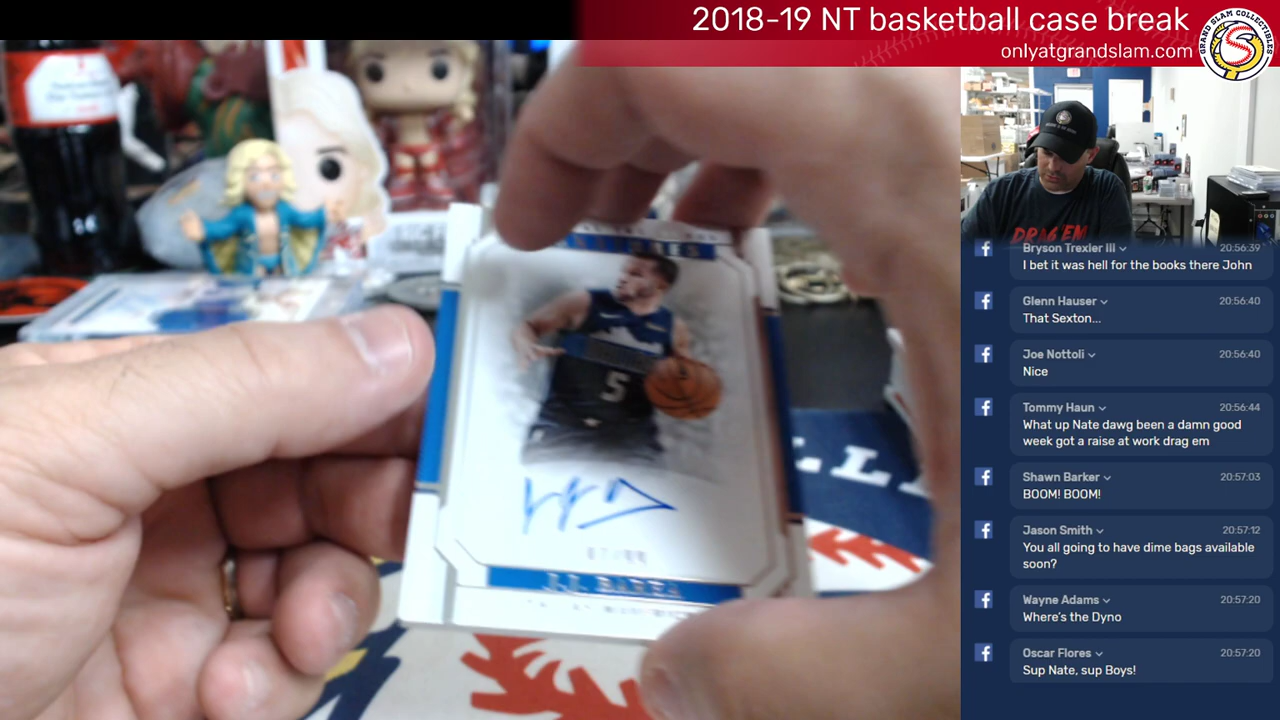 2018-19 NT basketball case break
onlyatgrandslam.com
GRAND SLAM COLLECTIBLES
DRAG EM
Bryson Trexler III
20:56:39
I bet it was hell for the books there John
Glenn Hauser
20:56:40
That Sexton...
Joe Nottoli
20:56:40
Nice
Tommy Haun
20:56:44
What up Nate dawg been a damn good
week got a raise at work drag em
Shawn Barker
20:57:03
BOOM! BOOM!
Jason Smith
20:57:12
You all going to have dime bags available
soon?
Wayne Adams
20:57:20
Where's the Dyno
Oscar Flores
20:57:20
Sup Nate, sup Boys!
5
J.J. BAREA